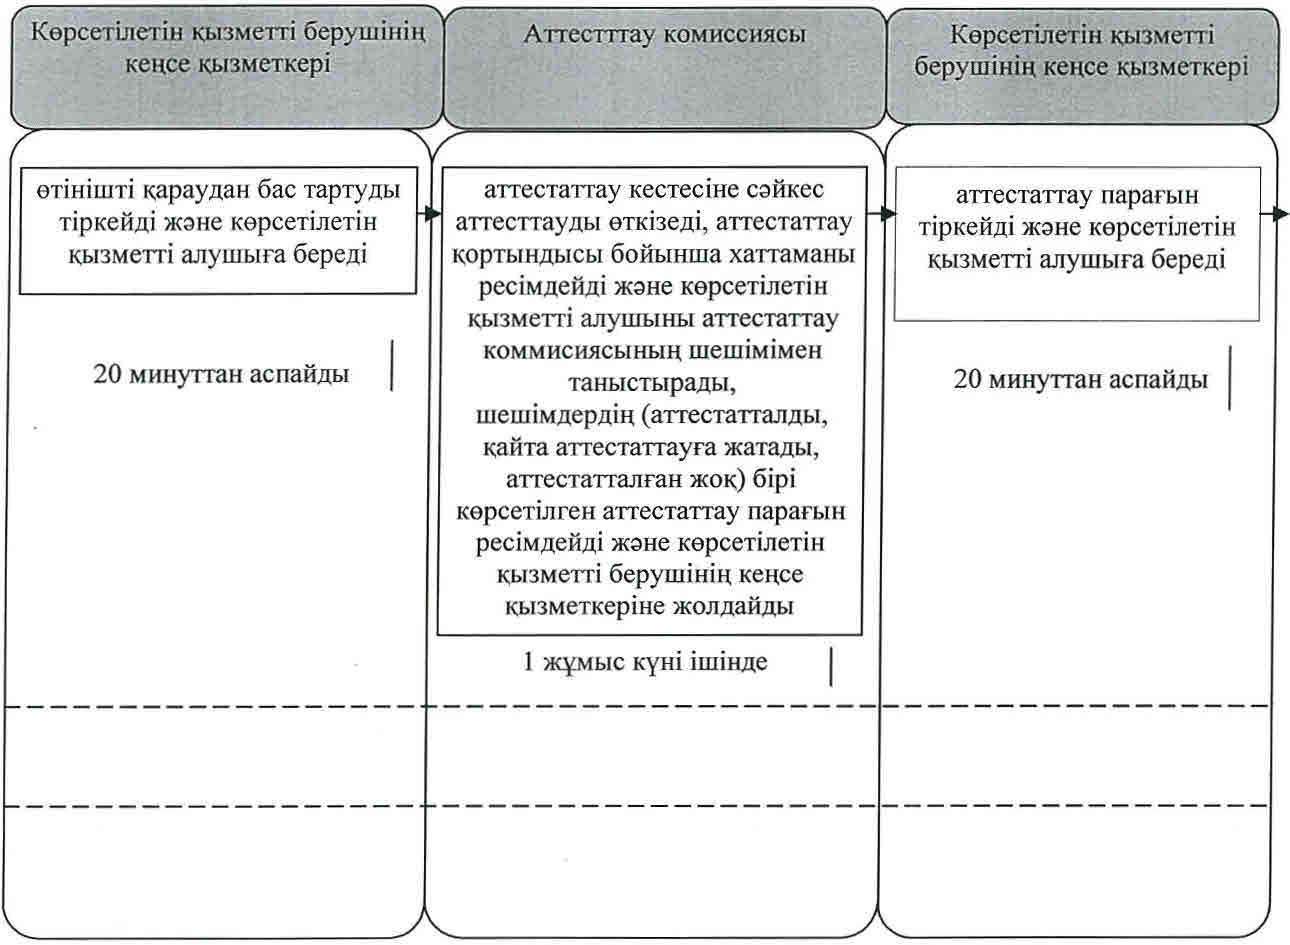 Көрсетілетін қызметті берушінің
кеңсе қызметкері
Аттестттау комиссиясы
Көрсетілетін қызметті
берушінің кеңсе қызметкері
өтінішті қараудан бас тартуды
тіркейді және көрсетілетін
қызметті алушыға береді
20 минуттан аспайды
аттестаттау кестесіне сәйкес
аттесттауды өткізеді, аттестаттау
қортындысы бойынша хаттаманы
ресімдейді және көрсетілетін
қызметті алушыны аттестаттау
коммисиясының шешімімен
таныстырады,
шешімдердің (аттестатталды,
қайта аттестаттауға жатады,
аттестатталған жоқ) бірі
көрсетілген аттестаттау парағын
ресімдейді және көрсетілетін
қызметті берушінің кеңсе
қызметкеріне жолдайды
1 жұмыс күні ішінде
аттестаттау парағын
тіркейді және көрсетілетін
қызметті алушыға береді
20 минуттан аспайды